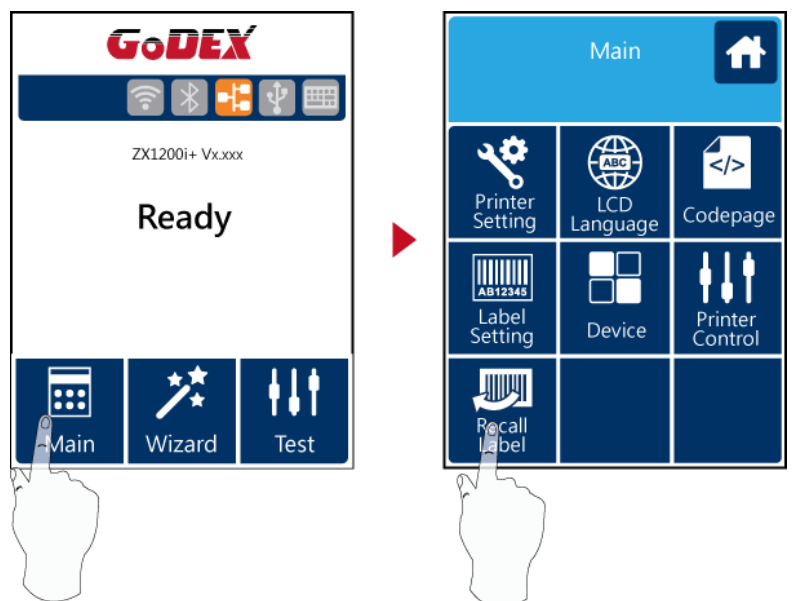 GODEX
ZX1200i+ Vx.xxx
Ready
Main
Wizard
Test
Main
ABC
</>
Printer
Setting
LCD
Language
Codepage
AB12345
Label
Setting
Device
Printer
Control
Recall
Label